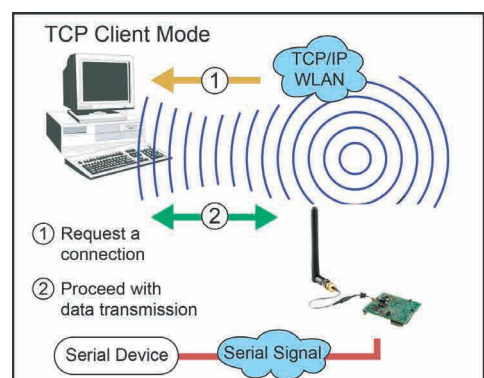 TCP Client Mode
TCP/IP
WLAN
1
2
1 Request a
connection
2 Proceed with
data transmission
Serial Device
Serial Signal